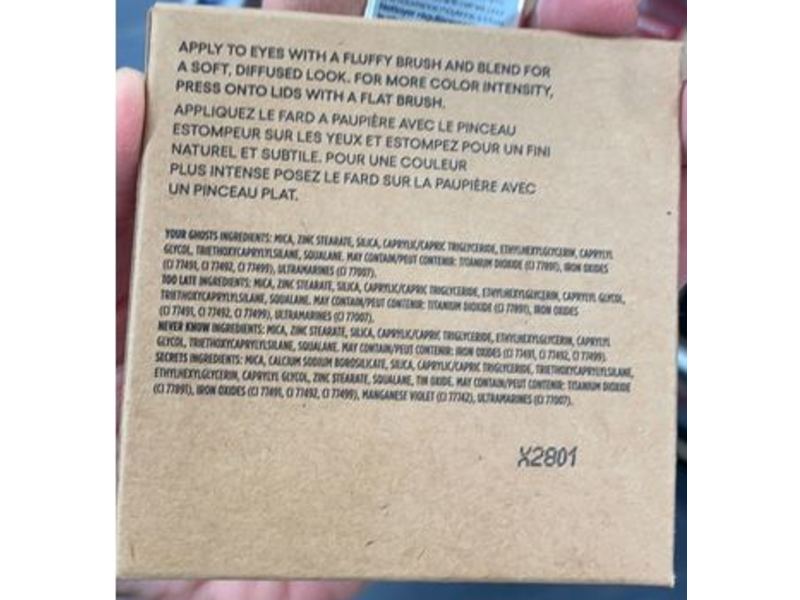 APPLY TO EYES WITH A FLUFFY BRUSH AND BLEND FOR
A SOFT, DIFFUSED LOOK. FOR MORE COLOR INTENSITY,
PRESS ONTO LIDS WITH A FLAT BRUSH.
APPLIQUEZ LE FARD A PAUPIÈRE AVEC LE PINCEAU
ESTOMPEUR SUR LES YEUX ET ESTOMPEZ POUR UN FINI
NATUREL ET SUBTILE. POUR UNE COULEUR
PLUS INTENSE POSEZ LE FARD SUR LA PAUPIÈRE AVEC
UN PINCEAU PLAT.
YOUR GHOSTS INGREDIENTS: MICA, ZINC STEARATE, SILICA, CAPRYLIC/CAPRIC TRIGLYCERIDE, ETHYLHEXYLGLYCERIN, CAPRYLYL
GLYCOL, TRIETHOXYCAPRYLYLSILANE, SQUALANE. MAY CONTAIN/PEUT CONTENIR: TITANIUM DIOXIDE (CI 77891), IRON OXIDES
(CI 77491, CI 77492, CI 77499), ULTRAMARINES (CI 77007).
TOO LATE INGREDIENTS: MICA, ZINC STEARATE, SILICA, CAPRYLIC/CAPRIC TRIGLYCERIDE, ETHYLHEXYLGLYCERIN, CAPRYLYL GLYCOL,
TRIETHOXYCAPRYLYLSILANE, SQUALANE. MAY CONTAIN/PEUT CONTENIR: TITANIUM DIOXIDE (CI 77891), IRON OXIDES
(CI 77491, CI 77492, CI 77499), ULTRAMARINES (CI 77007).
NEVER KNOW INGREDIENTS: MICA, ZINC STEARATE, SILICA, CAPRYLIC/CAPRIC TRIGLYCERIDE, ETHYLHEXYLGLYCERIN, CAPRYLYL
GLYCOL, TRIETHOXYCAPRYLYLSILANE, SQUALANE. MAY CONTAIN/PEUT CONTENIR: IRON OXIDES (CI 77491, CI 77492, CI 77499).
SECRETS INGREDIENTS: MICA, CALCIUM SODIUM BOROSILICATE, SILICA, CAPRYLIC/CAPRIC TRIGLYCERIDE, TRIETHOXYCAPRYLYLSILANE,
ETHYLHEXYLGLYCERIN, CAPRYLYL GLYCOL, ZINC STEARATE, SQUALANE, TIN OXIDE. MAY CONTAIN/PEUT CONTENIR: TITANIUM DIOXIDE
(CI 77891), IRON OXIDES (CI 77491, CI 77492, CI 77499), MANGANESE VIOLET (CI 77742), ULTRAMARINES (CI 77007).
X2801